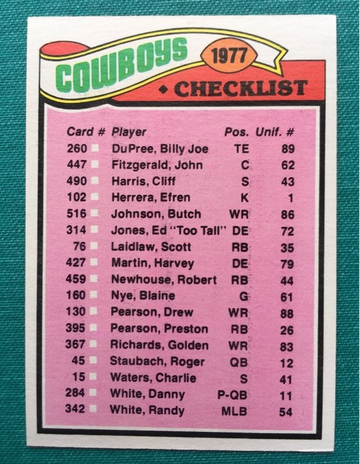 COWBOYS
1977
CHECKLIST
Card # Player Pos. Unif. #
260 DuPree, Billy Joe TE 89
447 Fitzgerald, John C 62
490 Harris, Cliff S 43
102 Herrera, Efren K 1
516 Johnson, Butch WR 86
314 Jones, Ed "Too Tall" DE 72
76 Laidlaw, Scott RB 35
427 Martin, Harvey DE 79
459 Newhouse, Robert RB 44
160 Nye, Blaine G 61
130 Pearson, Drew WR 88
395 Pearson, Preston RB 26
367 Richards, Golden WR 83
45 Staubach, Roger QB 12
15 Waters, Charlie S 41
284 White, Danny P-QB 11
342 White, Randy MLB 54